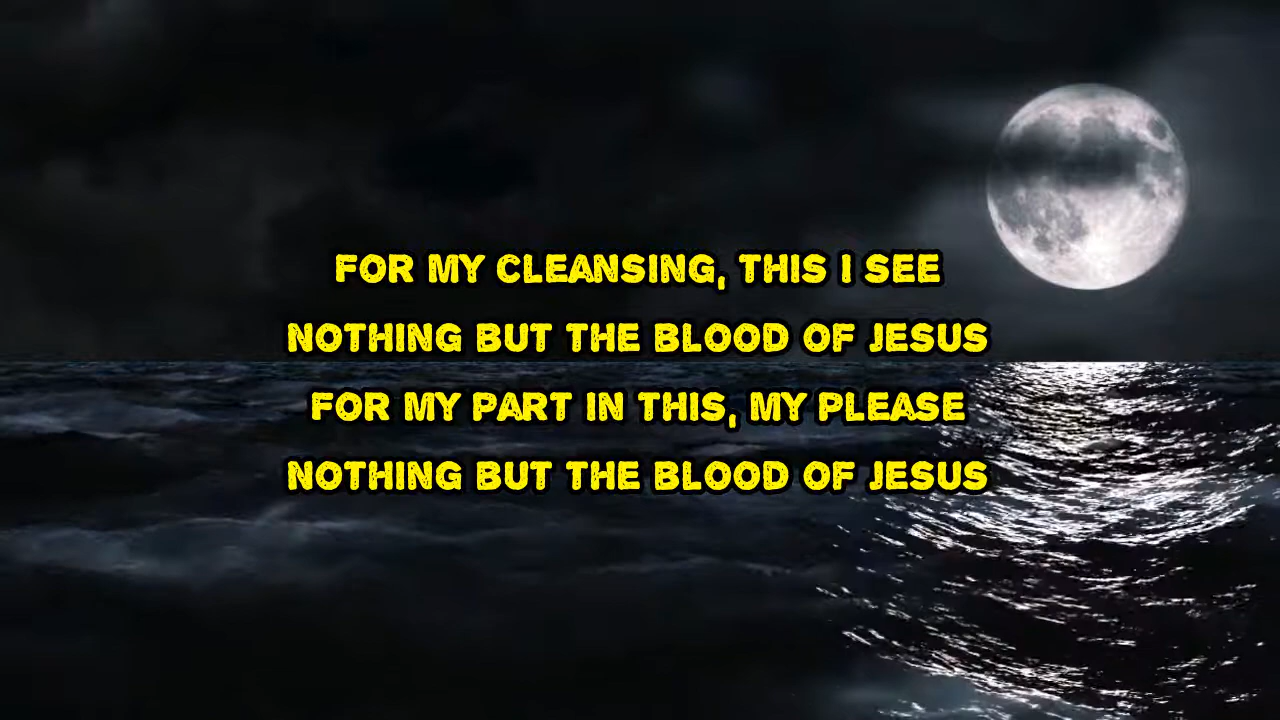 FOR MY CLEANSING, THIS I SEE
NOTHING BUT THE BLOOD OF JESUS
FOR MY PART IN THIS, MY PLEASE
NOTHING BUT THE BLOOD OF JESUS